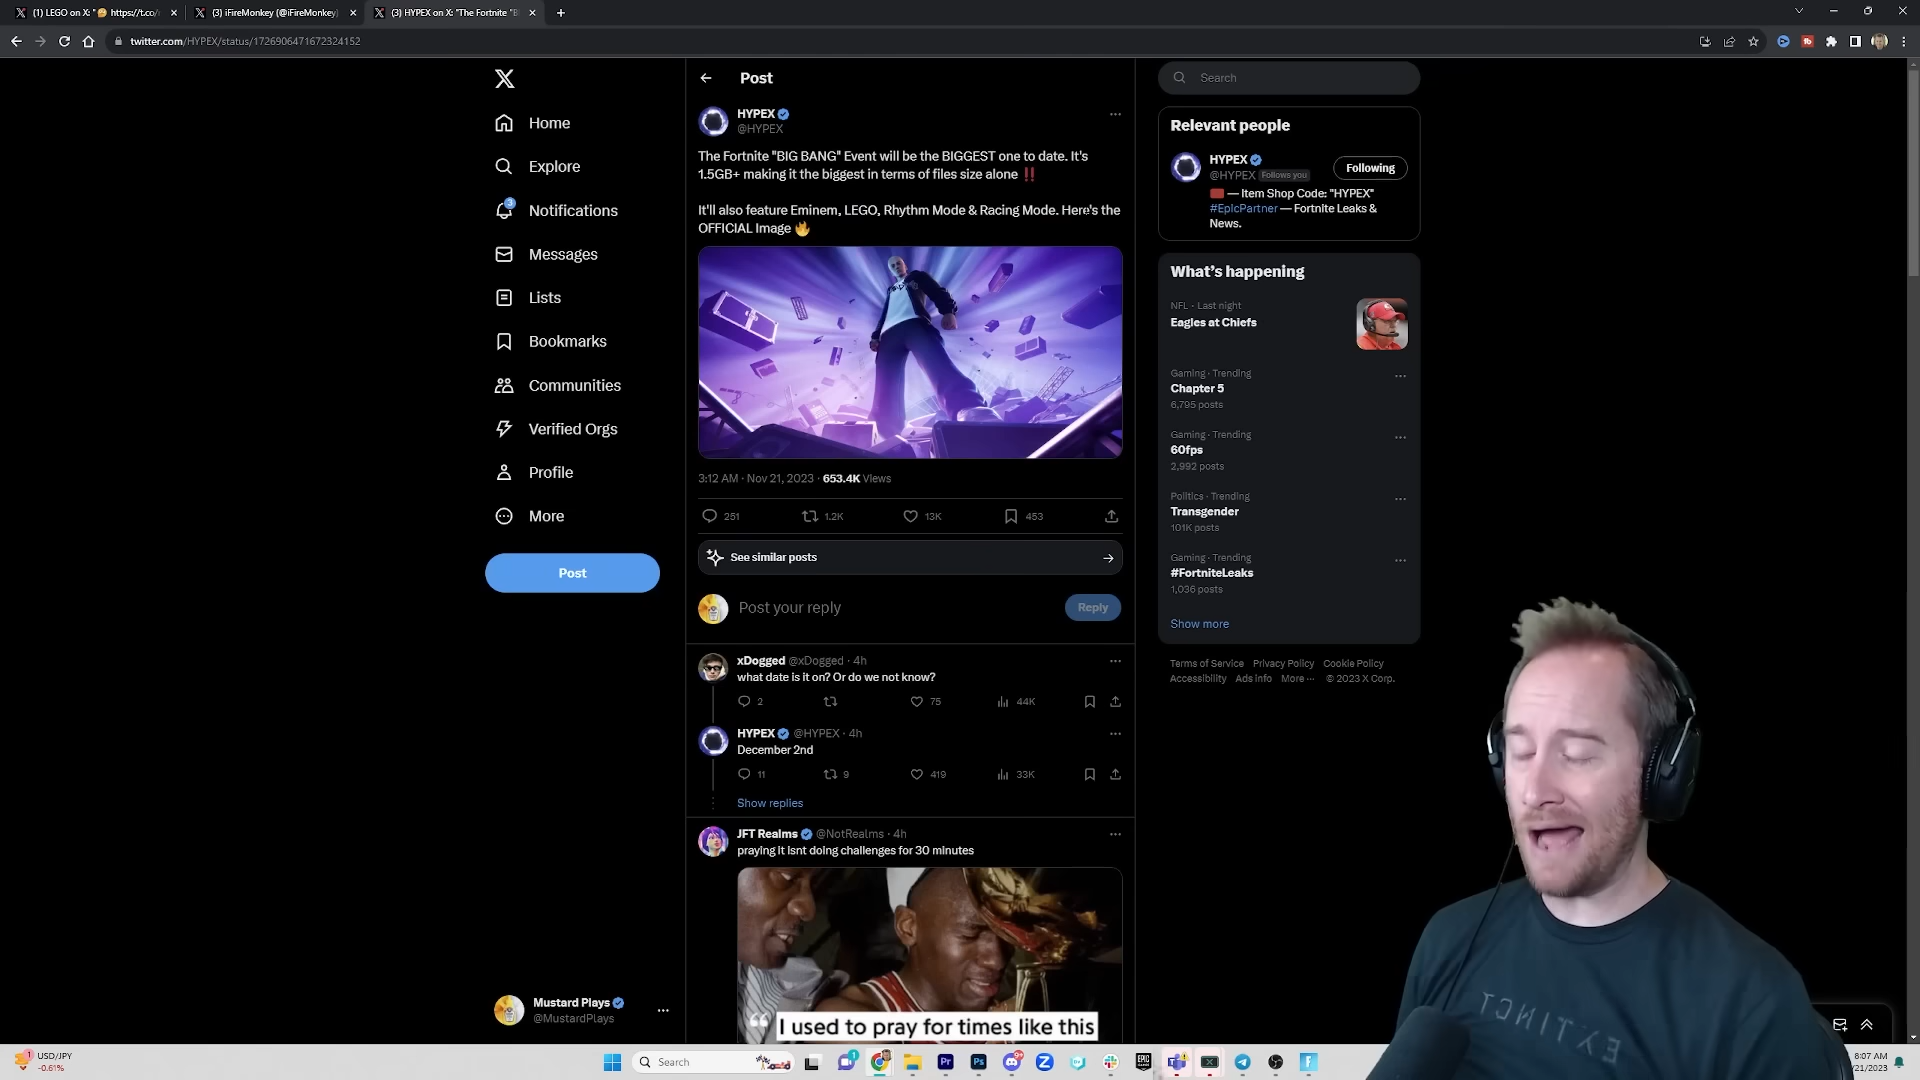 (1) LEGO on X: "🤔 https://t.co/
(3) iFireMonkey (@iFireMonkey)
(3) HYPEX on X: "The Fortnite "B
twitter.com/HYPEX/status/1726906471672324152
Home
Explore
3
Notifications
Messages
Lists
Bookmarks
Communities
Verified Orgs
Profile
More
Post
Mustard Plays
@MustardPlays
Post
HYPEX
@HYPEX
The Fortnite "BIG BANG" Event will be the BIGGEST one to date. It's
1.5GB+ making it the biggest in terms of files size alone ‼️
It'll also feature Eminem, LEGO, Rhythm Mode & Racing Mode. Here's the
OFFICIAL Image 🔥
3:12 AM · Nov 21, 2023 · 653.4K Views
251 1.2K 13K 453
See similar posts
Post your reply
Reply
xDogged @xDogged · 4h
what date is it on? Or do we not know?
2 75 44K
HYPEX @HYPEX · 4h
December 2nd
11 9 419 33K
Show replies
JFT Realms @NotRealms · 4h
praying it isnt doing challenges for 30 minutes
“ I used to pray for times like this
Search
Relevant people
HYPEX
@HYPEX Follows you
Following
— Item Shop Code: "HYPEX"
#EpicPartner — Fortnite Leaks &
News.
What's happening
NFL · Last night
Eagles at Chiefs
Gaming · Trending
Chapter 5
6,795 posts
Gaming · Trending
60fps
2,992 posts
Politics · Trending
Transgender
101K posts
Gaming · Trending
#FortniteLeaks
1,036 posts
Show more
Terms of Service Privacy Policy Cookie Policy
Accessibility Ads info More ··· © 2023 X Corp.
EXTINCT
USD/JPY
-0.61%
Search
8:07 AM
/21/2023